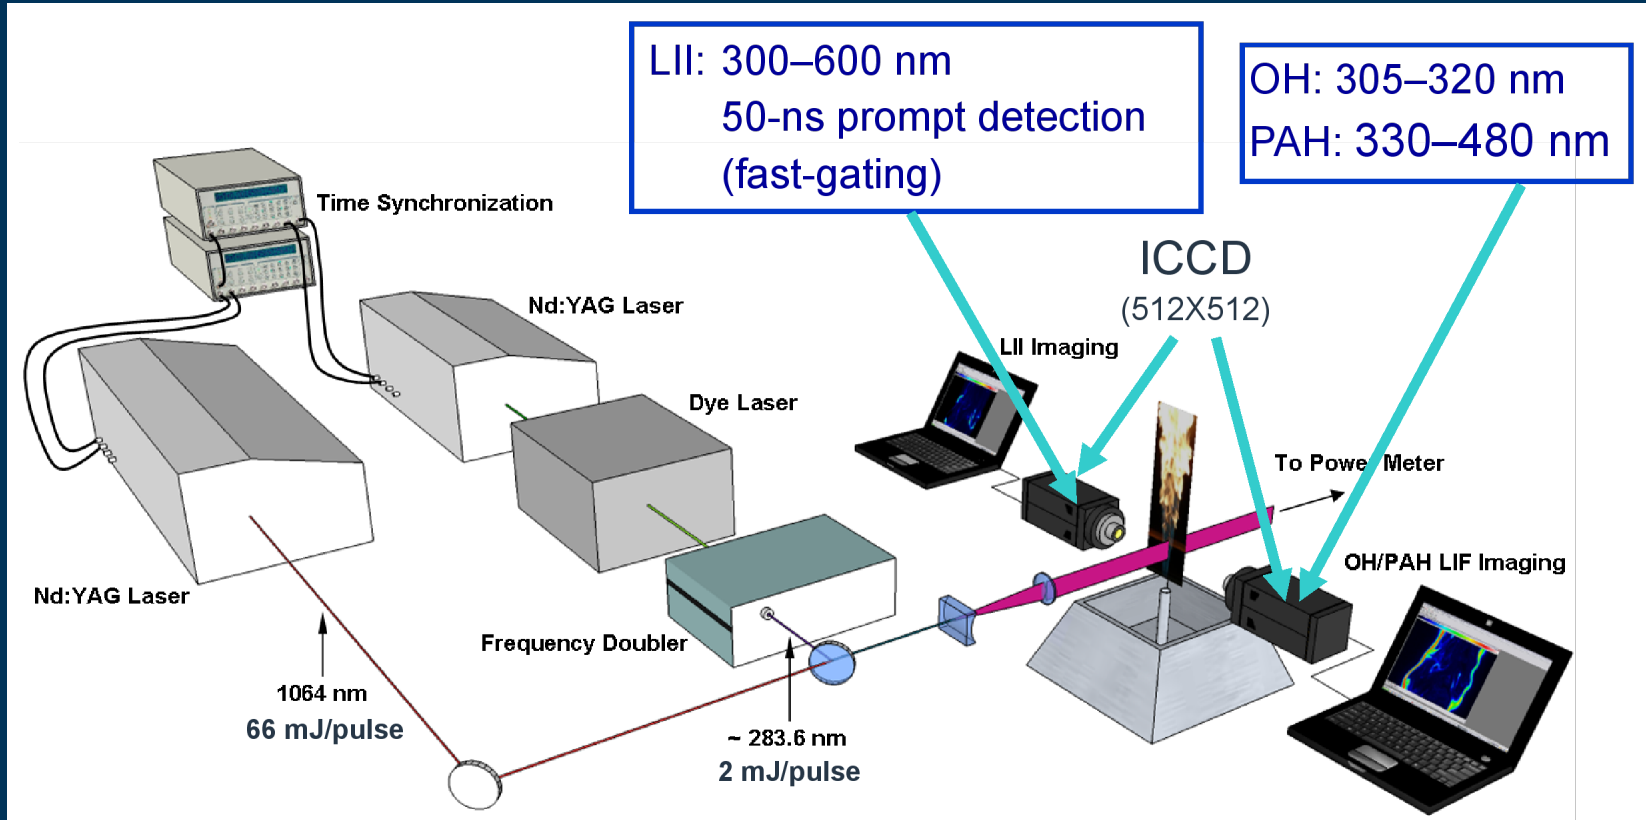 LII: 300–600 nm
50-ns prompt detection
(fast-gating)
OH: 305–320 nm
PAH: 330–480 nm
Time Synchronization
ICCD
(512X512)
Nd:YAG Laser
LII Imaging
Dye Laser
To Power Meter
OH/PAH LIF Imaging
Nd:YAG Laser
Frequency Doubler
1064 nm
66 mJ/pulse
~ 283.6 nm
2 mJ/pulse